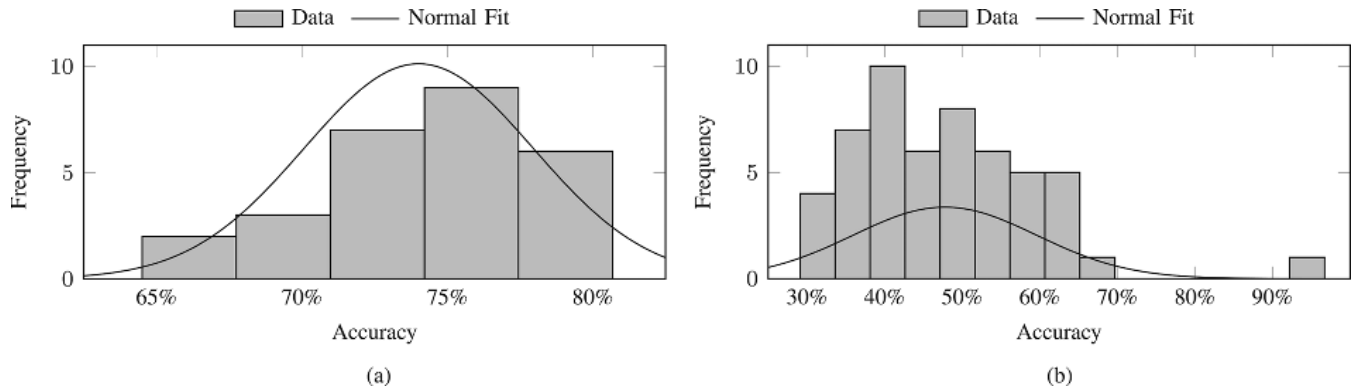 Data Normal Fit
10
5
0
Frequency
65% 70% 75% 80%
Accuracy
(a)
Data Normal Fit
10
5
0
Frequency
30% 40% 50% 60% 70% 80% 90%
Accuracy
(b)